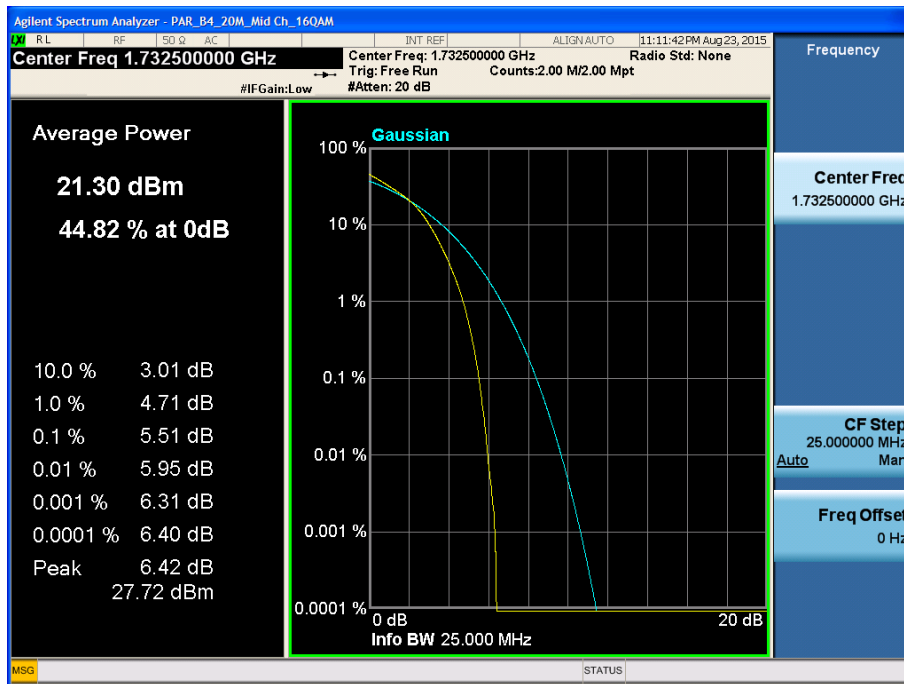 Agilent Spectrum Analyzer - PAR_B4_20M_Mid Ch_16QAM
LXI RL RF 50 Ω AC INT REF ALIGN AUTO 11:11:42 PM Aug 23, 2015
Center Freq 1.732500000 GHz
Center Freq: 1.732500000 GHz Radio Std: None
Trig: Free Run Counts:2.00 M/2.00 Mpt
#IFGain:Low #Atten: 20 dB
Frequency
Average Power
21.30 dBm
44.82 % at 0dB
10.0 % 3.01 dB
1.0 % 4.71 dB
0.1 % 5.51 dB
0.01 % 5.95 dB
0.001 % 6.31 dB
0.0001 % 6.40 dB
Peak 6.42 dB
27.72 dBm
Gaussian
100 %
10 %
1 %
0.1 %
0.01 %
0.001 %
0.0001 %
0 dB 20 dB
Info BW 25.000 MHz
Center Freq
1.732500000 GHz
CF Step
25.000000 MHz
Auto Man
Freq Offset
0 Hz
MSG STATUS